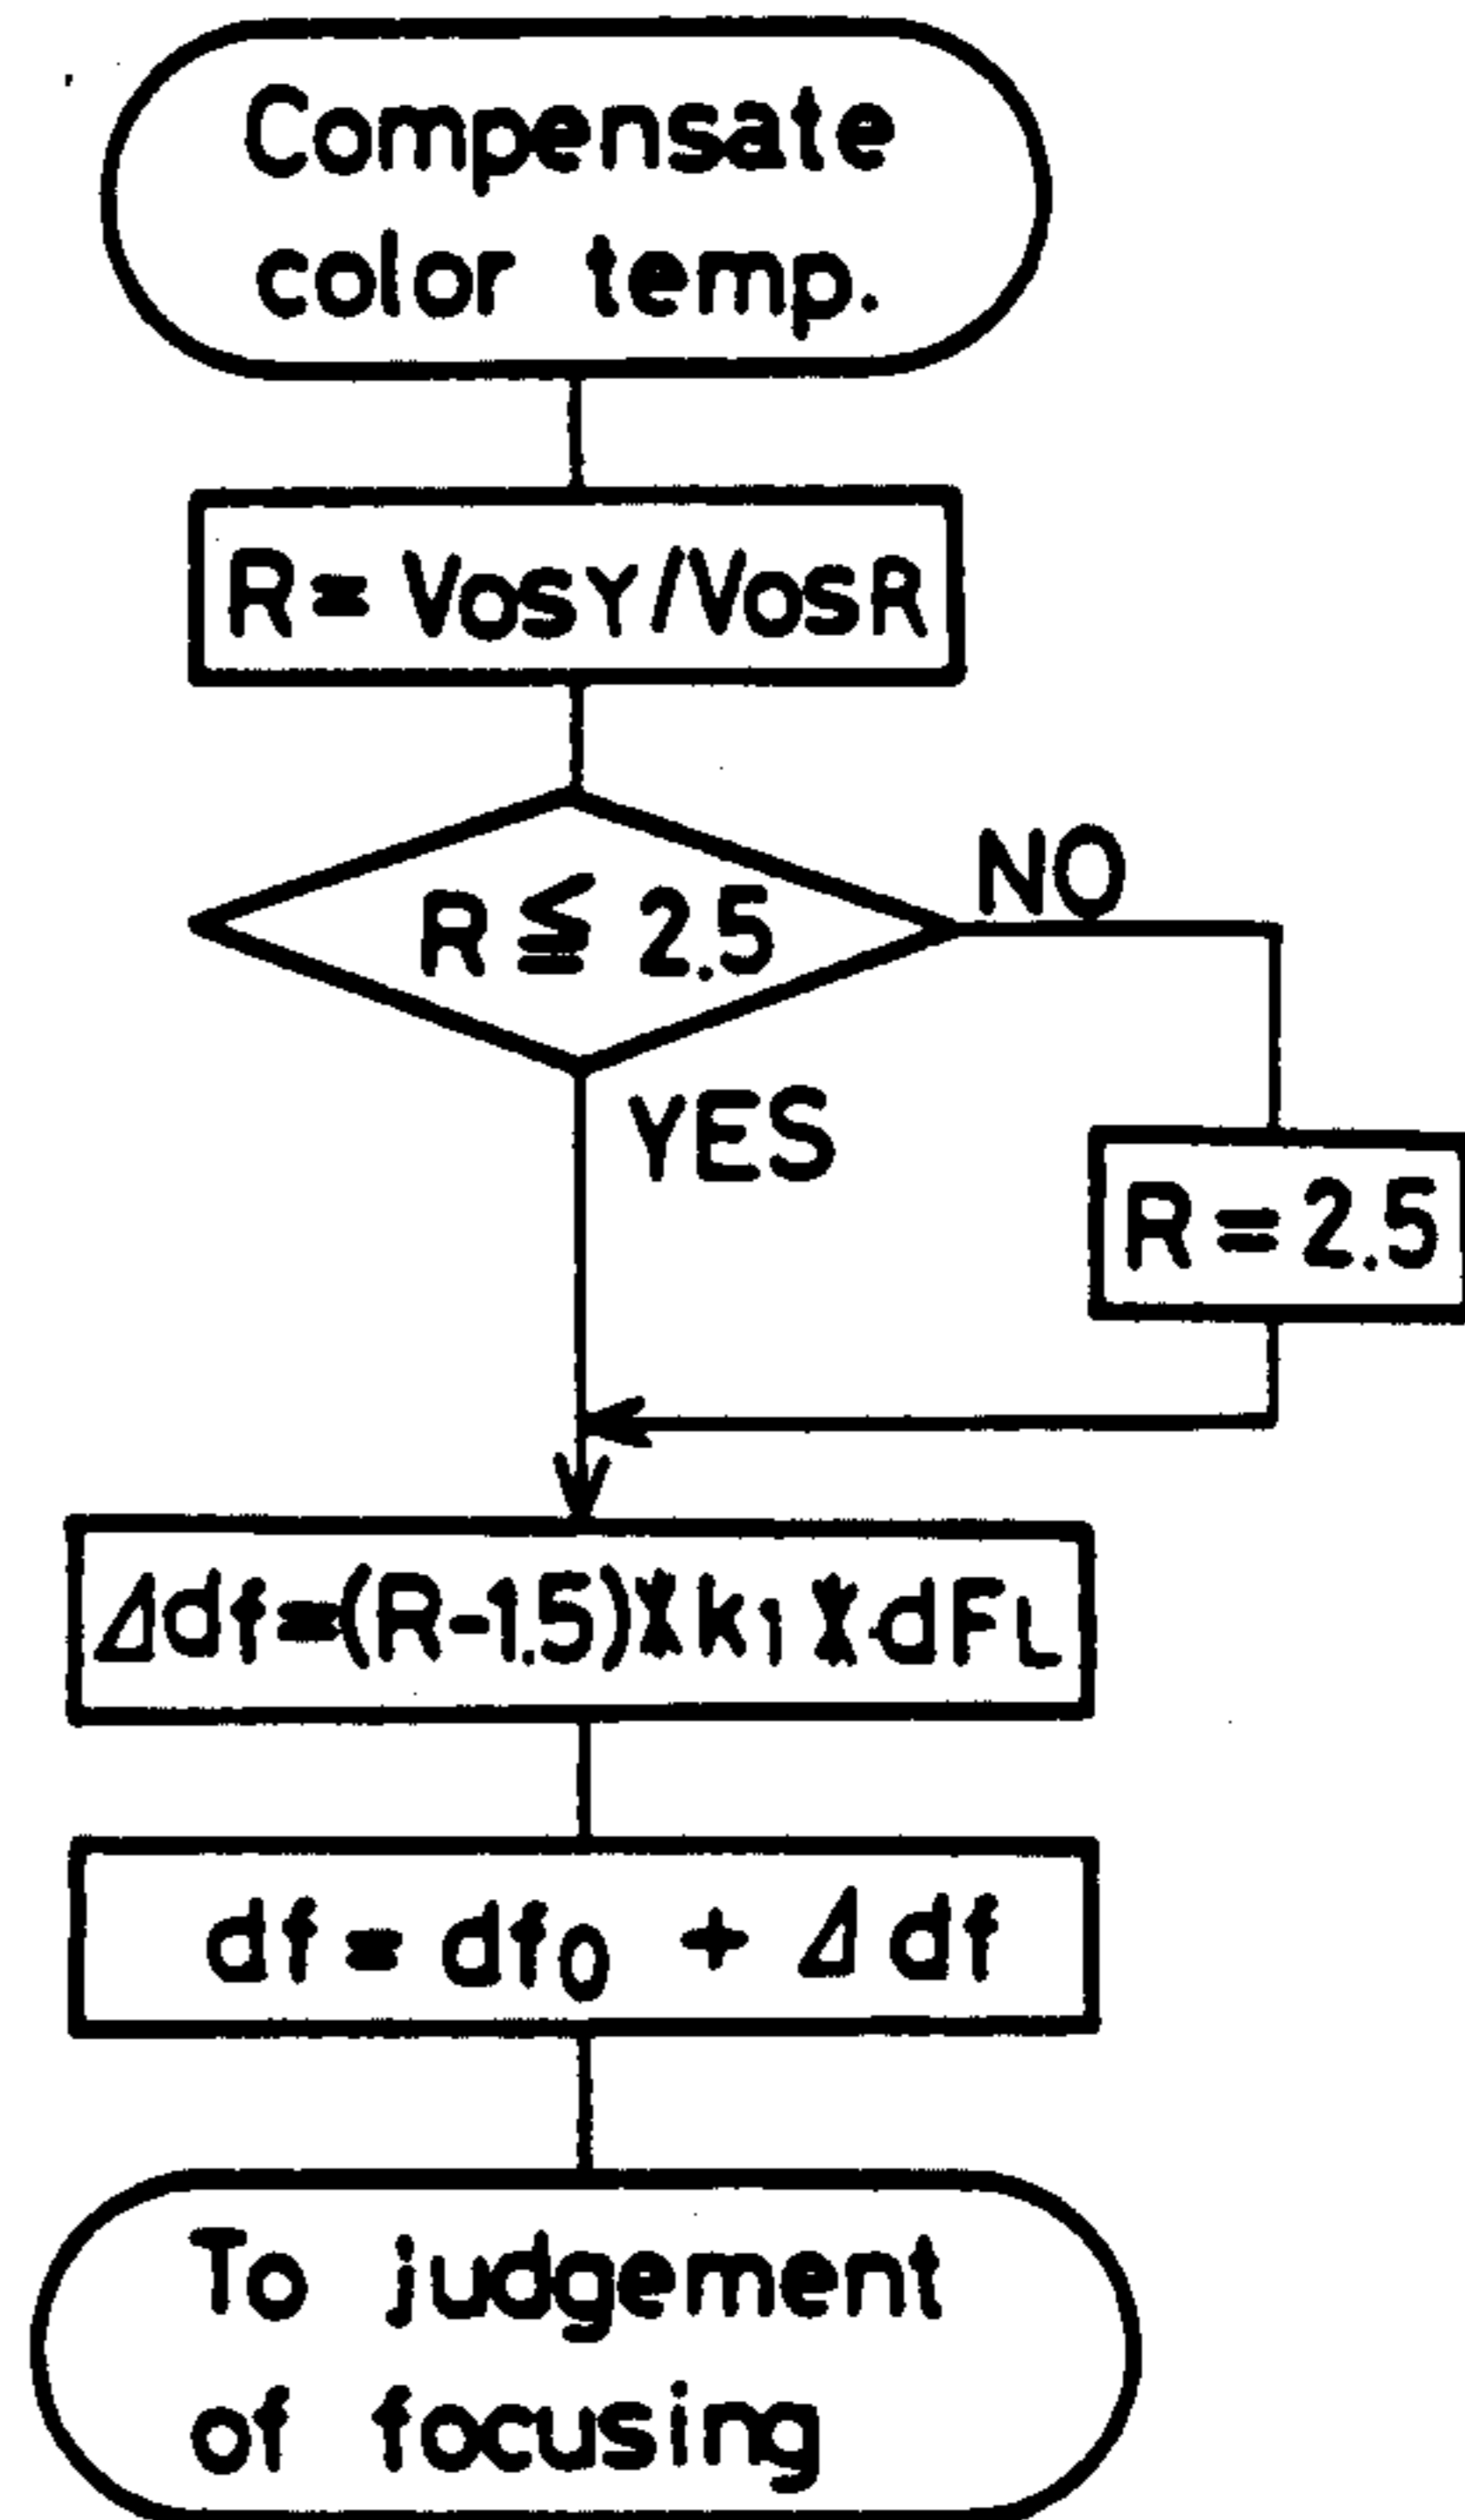 Compensate
color temp.
R= VOSY/VOSR
R ≦ 2.5
NO
YES
R = 2.5
Δdf=(R-1.5)×k1×dFL
df= df0 + Δdf
To judgement
of focusing